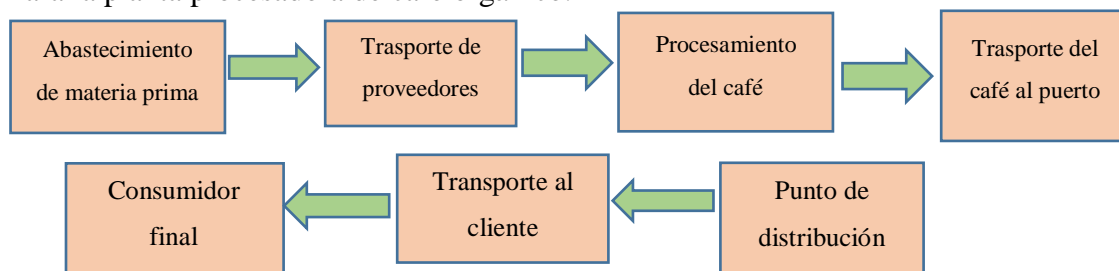 Abastecimiento
de materia prima
Trasporte de
proveedores
Procesamiento
del café
Trasporte del
café al puerto
Punto de
distribución
Transporte al
cliente
Consumidor
final